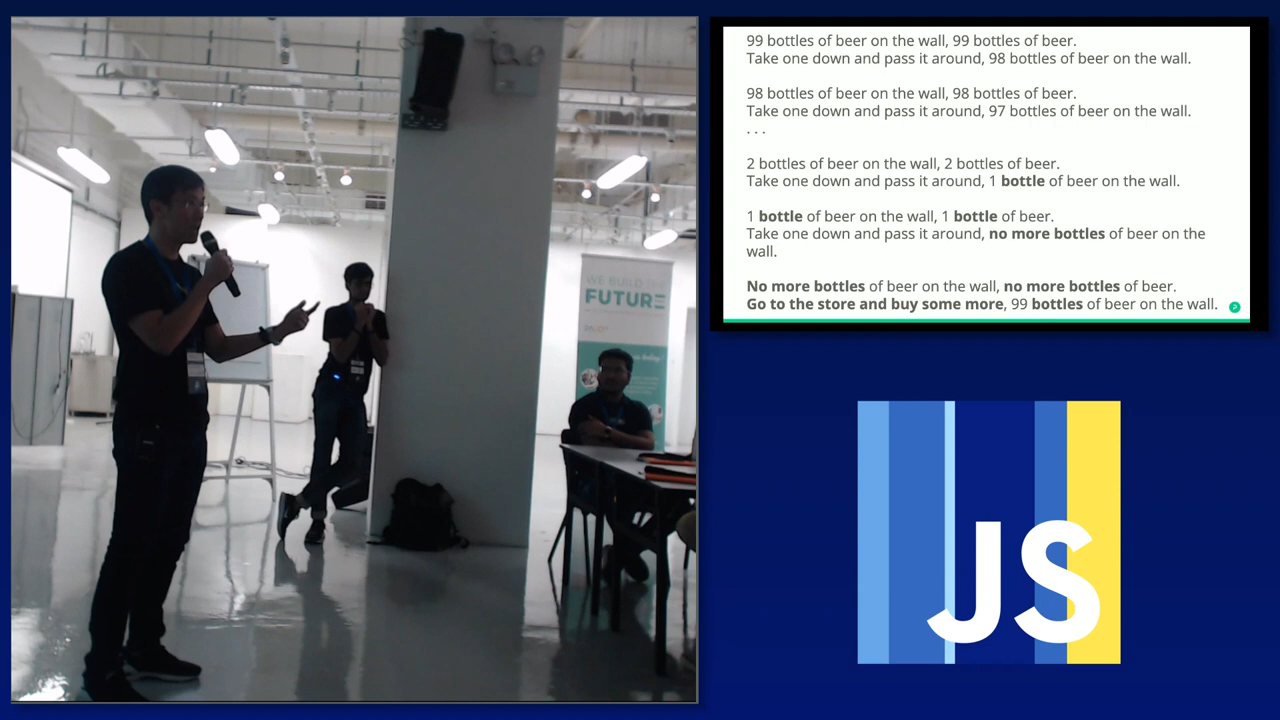 WE BUILD THE
FUTURE
99 bottles of beer on the wall, 99 bottles of beer.
Take one down and pass it around, 98 bottles of beer on the wall.
98 bottles of beer on the wall, 98 bottles of beer.
Take one down and pass it around, 97 bottles of beer on the wall.
. . .
2 bottles of beer on the wall, 2 bottles of beer.
Take one down and pass it around, 1 bottle of beer on the wall.
1 bottle of beer on the wall, 1 bottle of beer.
Take one down and pass it around, no more bottles of beer on the
wall.
No more bottles of beer on the wall, no more bottles of beer.
Go to the store and buy some more, 99 bottles of beer on the wall.
JS